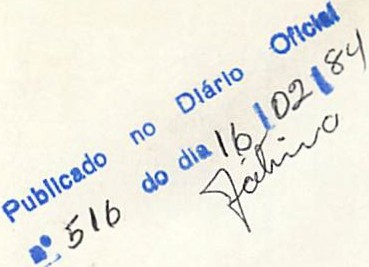 Publicado no Diário Oficial
nº 516 do dia 16/02/84